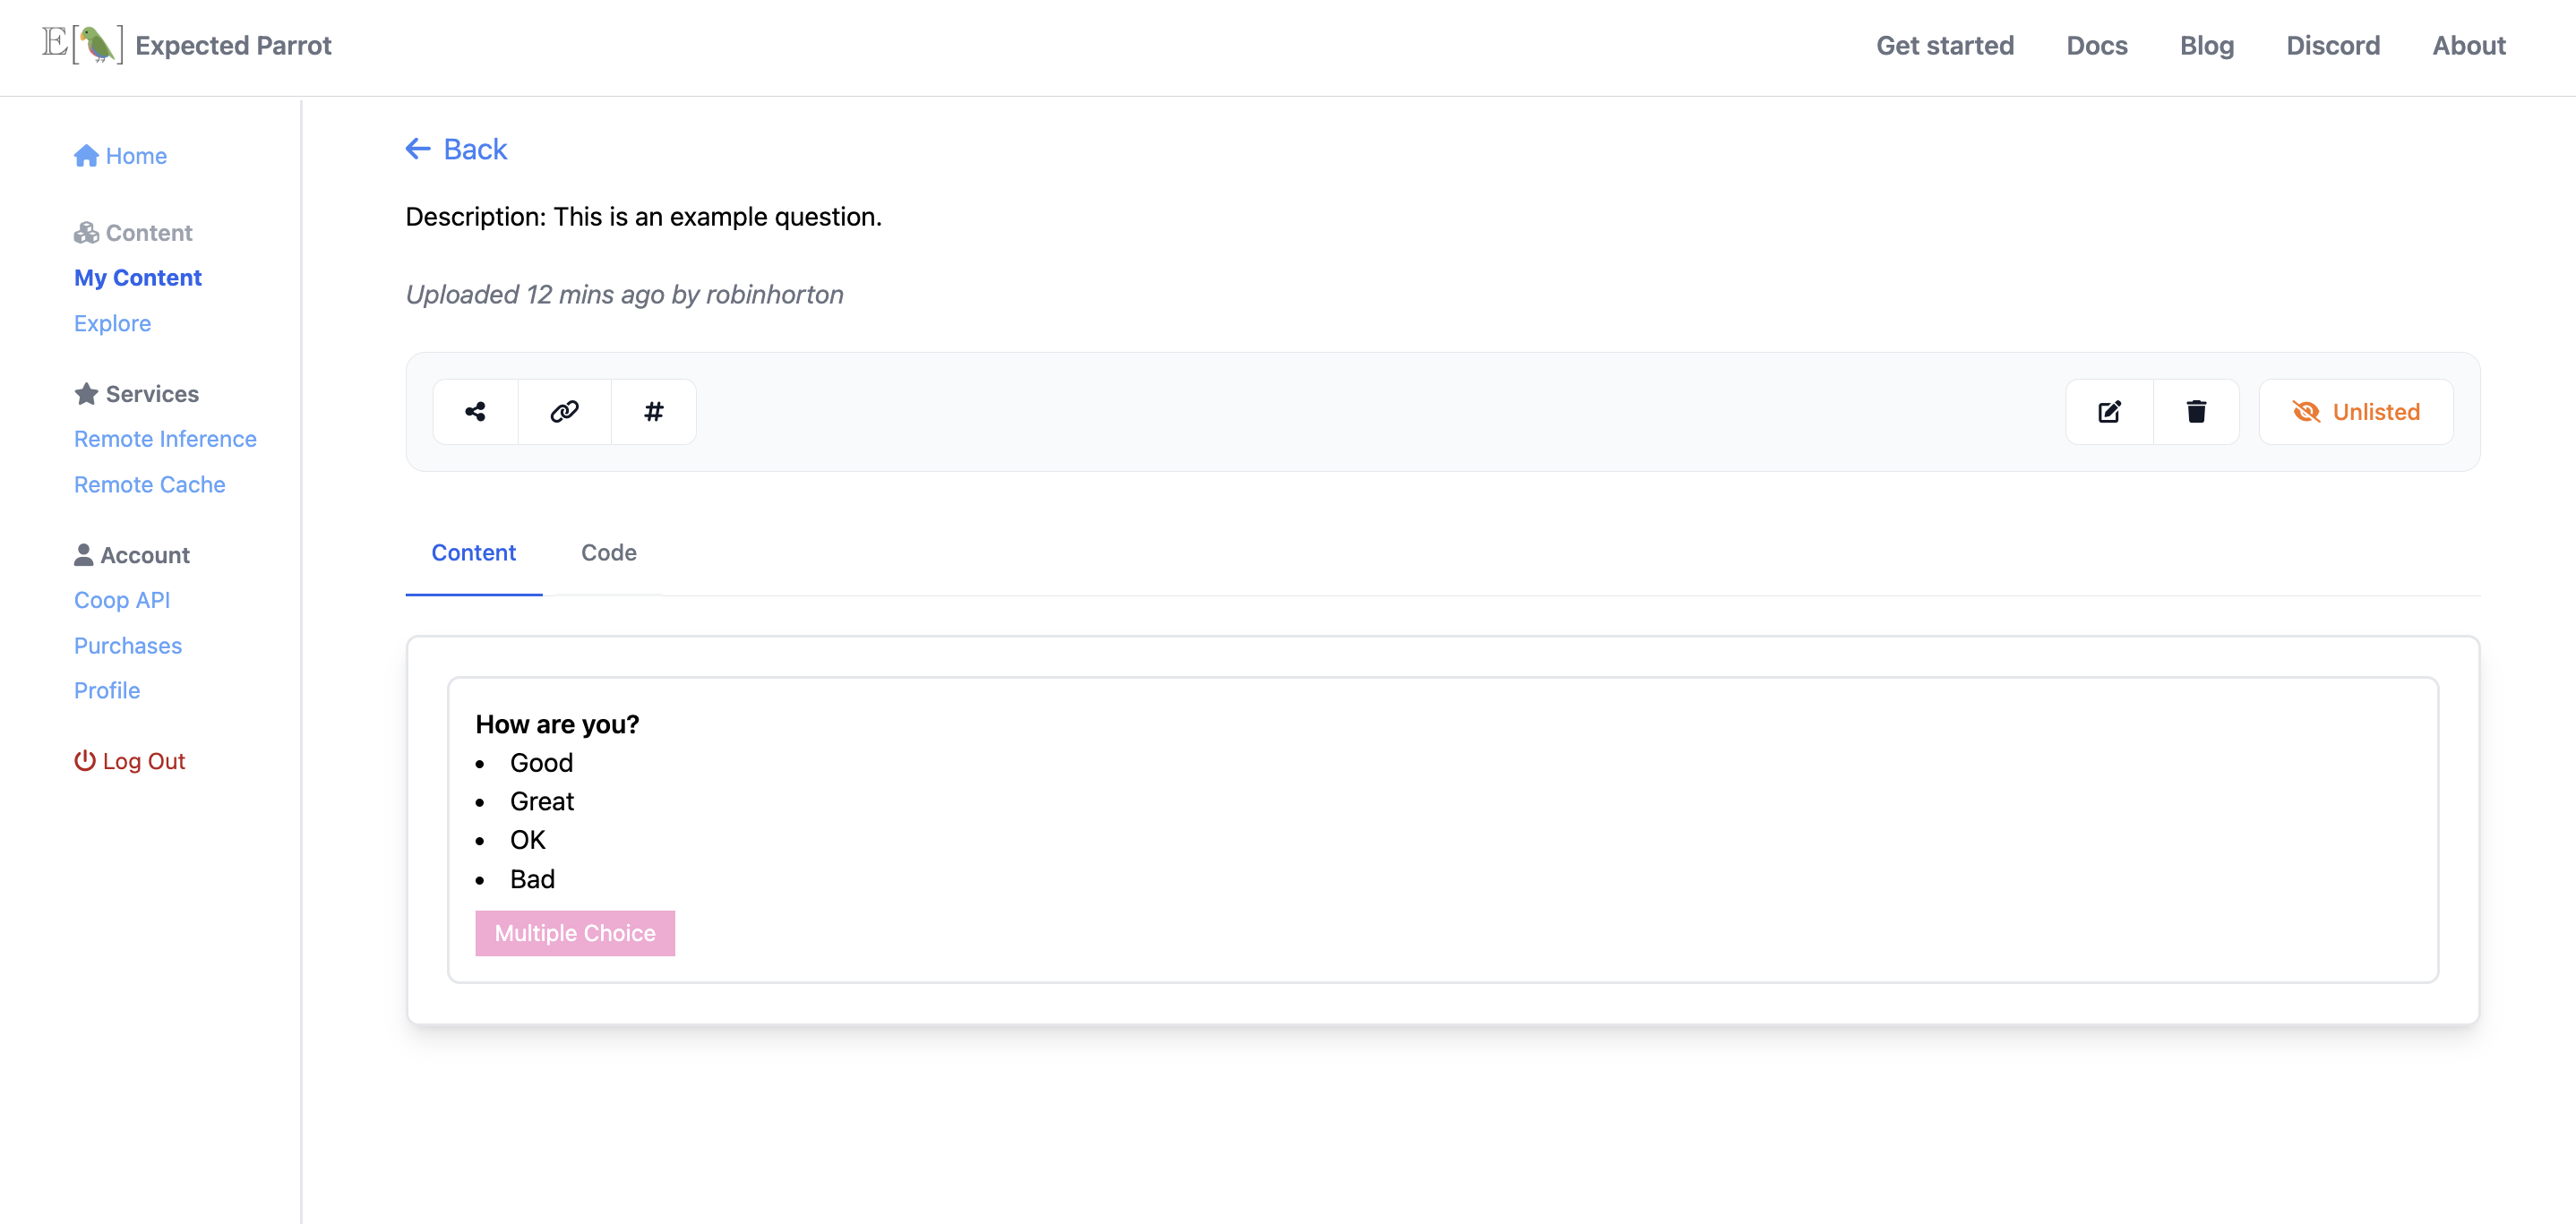 E[🦜] Expected Parrot
Get started
Docs
Blog
Discord
About
Home
Content
My Content
Explore
Services
Remote Inference
Remote Cache
Account
Coop API
Purchases
Profile
Log Out
Back
Description: This is an example question.
Uploaded 12 mins ago by robinhorton
#
Unlisted
Content
Code
How are you?
• Good
• Great
• OK
• Bad
Multiple Choice